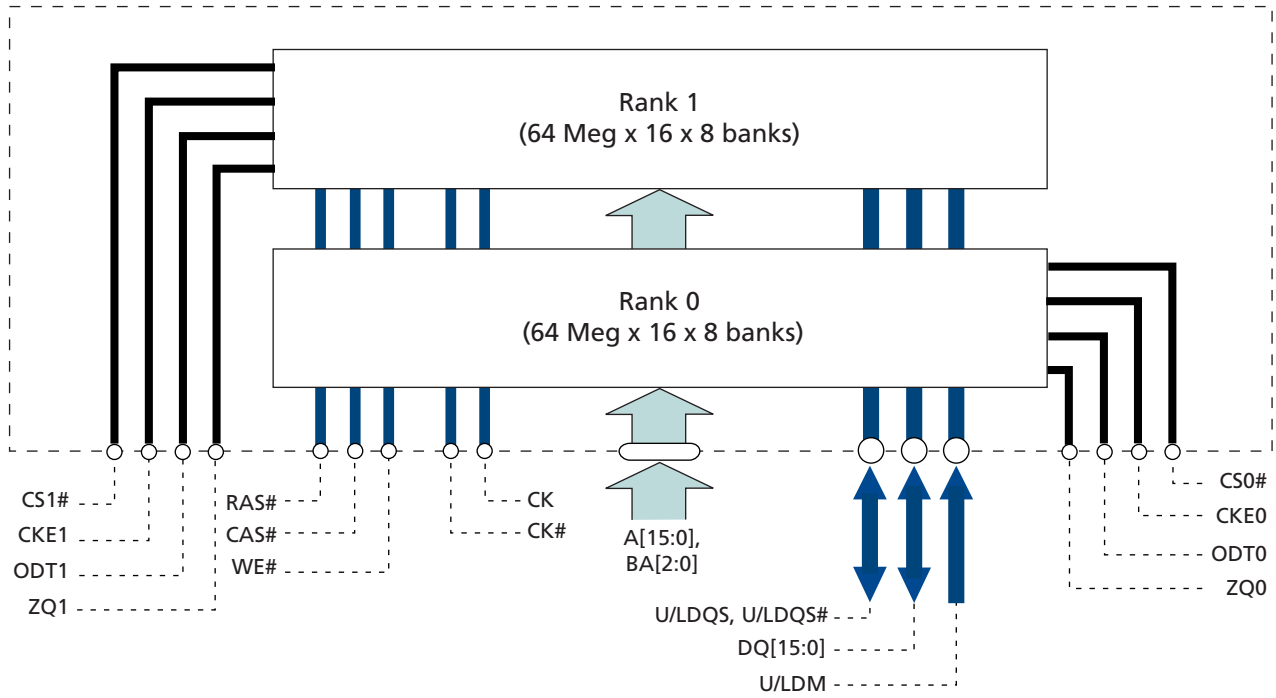 Rank 1
(64 Meg x 16 x 8 banks)
Rank 0
(64 Meg x 16 x 8 banks)
CS1#
CKE1
ODT1
ZQ1
RAS#
CAS#
WE#
CK
CK#
A[15:0],
BA[2:0]
U/LDQS, U/LDQS#
DQ[15:0]
U/LDM
CS0#
CKE0
ODT0
ZQ0